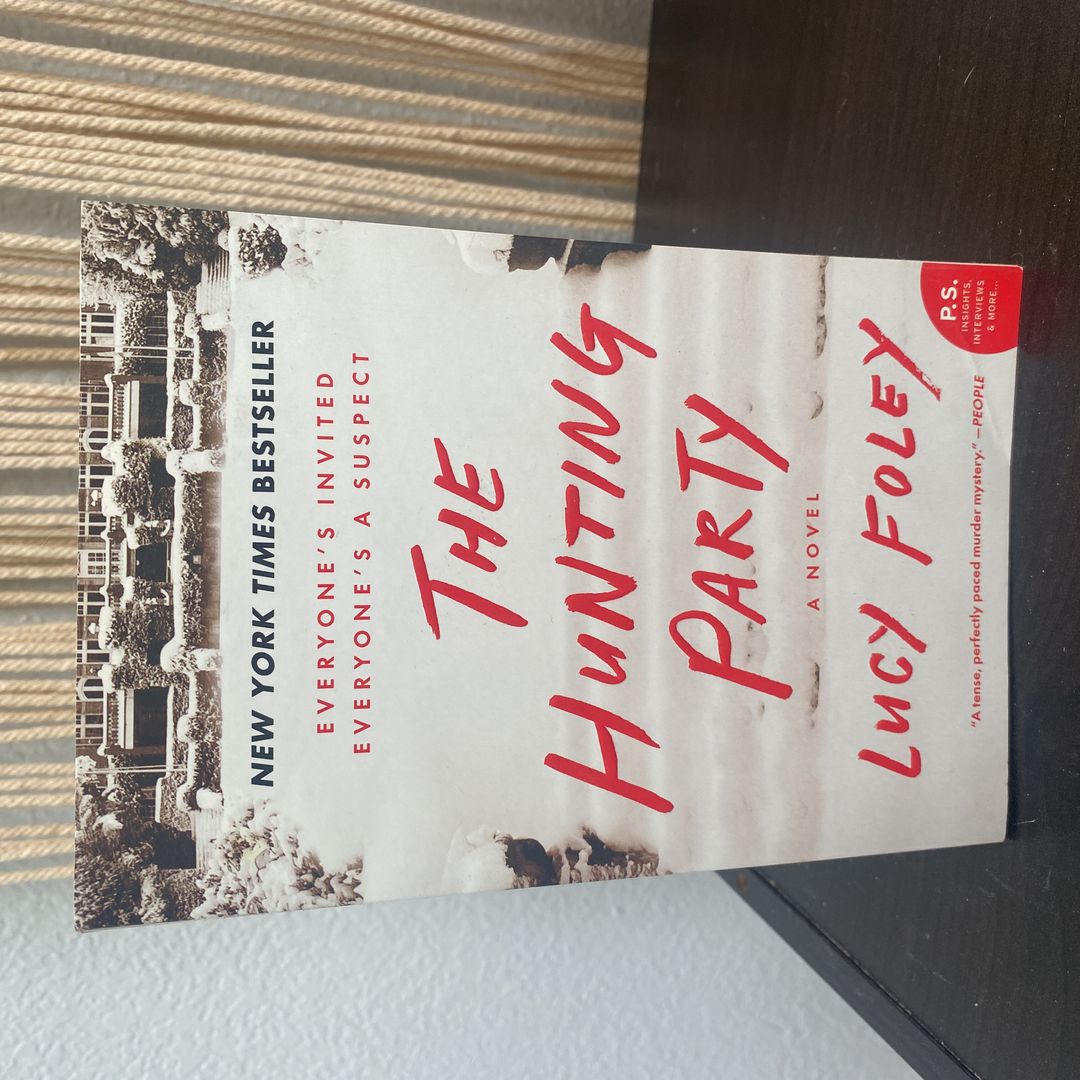 NEW YORK TIMES BESTSELLER
EVERYONE'S INVITED
EVERYONE'S A SUSPECT
THE
HUNTING
PARTY
A NOVEL
LUCY FOLEY
"A tense, perfectly paced murder mystery." —PEOPLE
P.S.
INSIGHTS,
INTERVIEWS
& MORE...